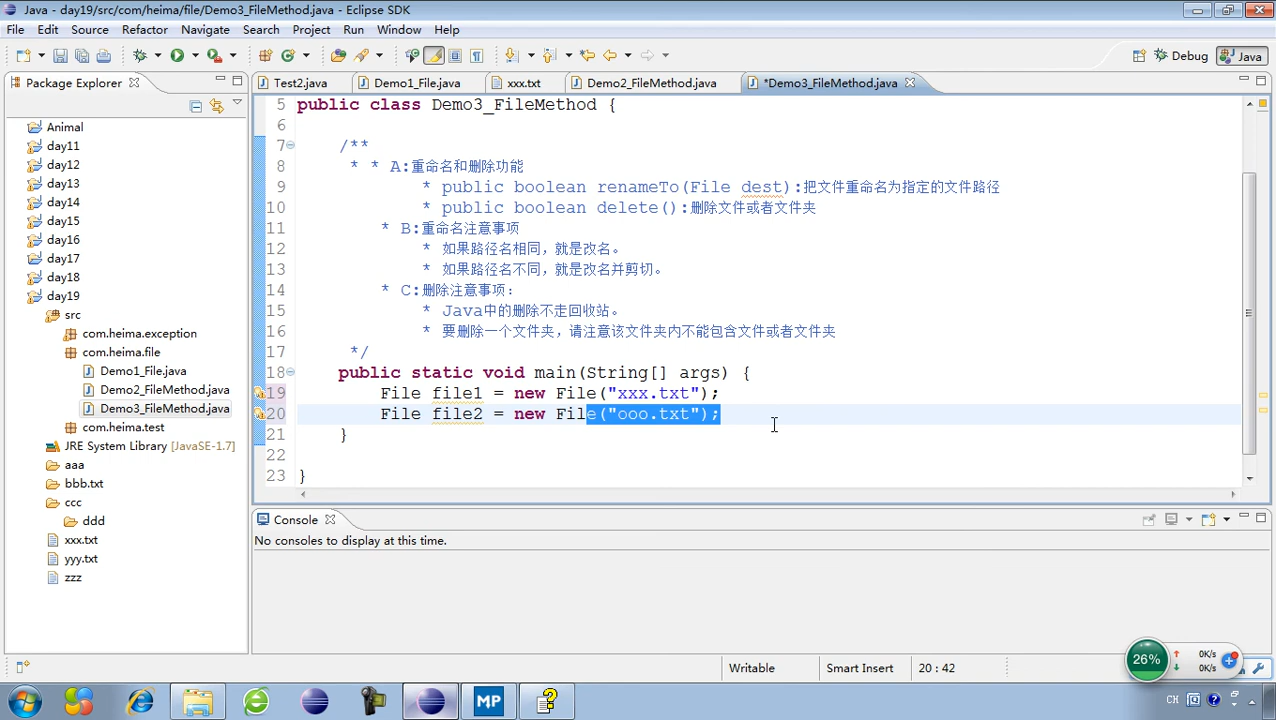 Java - day19/src/com/heima/file/Demo3_FileMethod.java - Eclipse SDK
File Edit Source Refactor Navigate Search Project Run Window Help
Debug Java
Package Explorer
Test2.java Demo1_File.java xxx.txt Demo2_FileMethod.java *Demo3_FileMethod.java
Animal
day11
day12
day13
day14
day15
day16
day17
day18
day19
src
com.heima.exception
com.heima.file
Demo1_File.java
Demo2_FileMethod.java
Demo3_FileMethod.java
com.heima.test
JRE System Library [JavaSE-1.7]
aaa
bbb.txt
ccc
ddd
xxx.txt
yyy.txt
zzz
5 public class Demo3_FileMethod {
6
7 /**
8 * * A:重命名和删除功能
9 * public boolean renameTo(File dest):把文件重命名为指定的文件路径
10 * public boolean delete():删除文件或者文件夹
11 * B:重命名注意事项
12 * 如果路径名相同，就是改名。
13 * 如果路径名不同，就是改名并剪切。
14 * C:删除注意事项：
15 * Java中的删除不走回收站。
16 * 要删除一个文件夹，请注意该文件夹内不能包含文件或者文件夹
17 */
18 public static void main(String[] args) {
19 File file1 = new File("xxx.txt");
20 File file2 = new File("ooo.txt");
21 }
22
23 }
Console
No consoles to display at this time.
Writable Smart Insert 20 : 42
26% 0K/s
0K/s
MP
CH